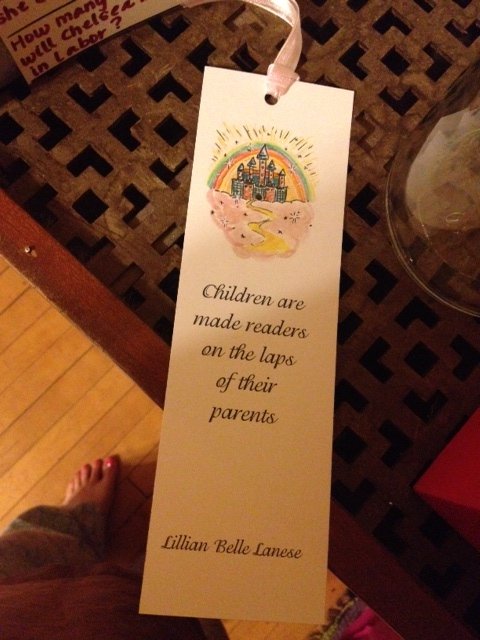 How many
will Chelsea
in Labor?
Children are
made readers
on the laps
of their
parents
Lillian Belle Lanese